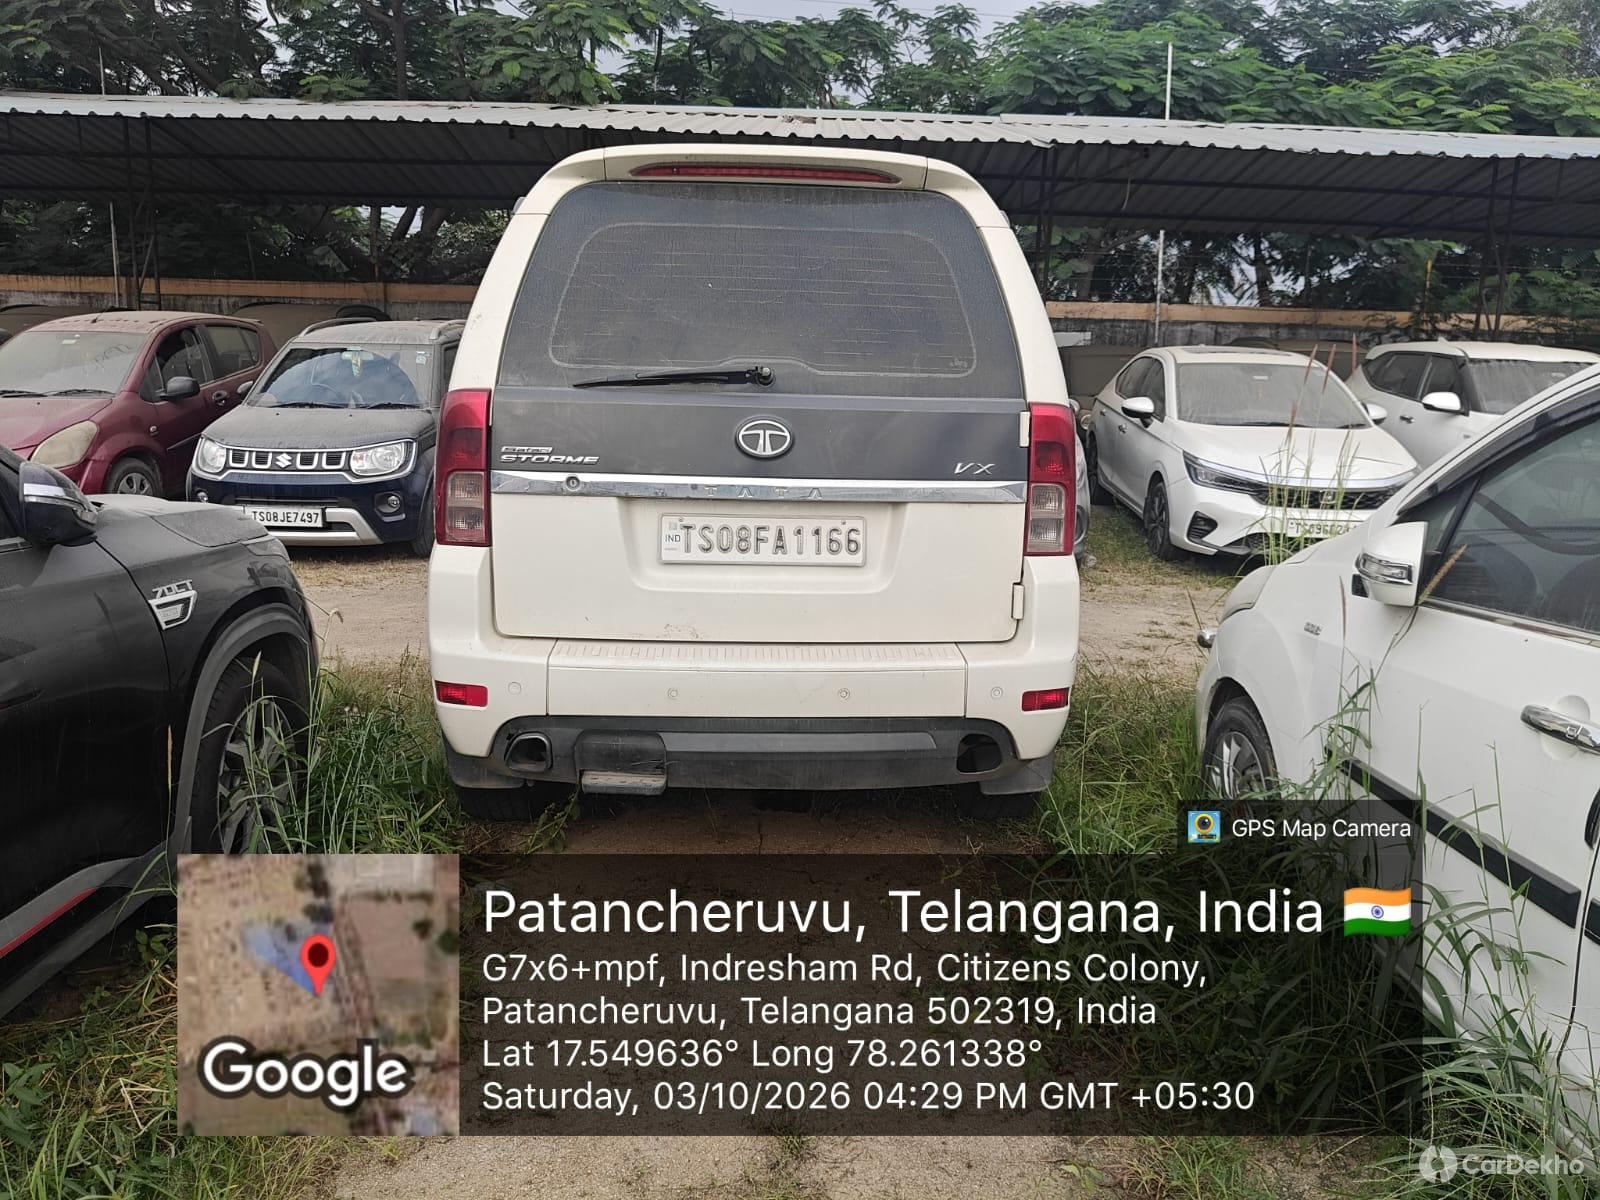 SAFARI
STORME
VX
TATA
IND TS08FA1166
TS08JE7497
7DCT
GPS Map Camera
Patancheruvu, Telangana, India
G7x6+mpf, Indresham Rd, Citizens Colony,
Patancheruvu, Telangana 502319, India
Lat 17.549636° Long 78.261338°
Saturday, 03/10/2026 04:29 PM GMT +05:30
Google
CarDekho